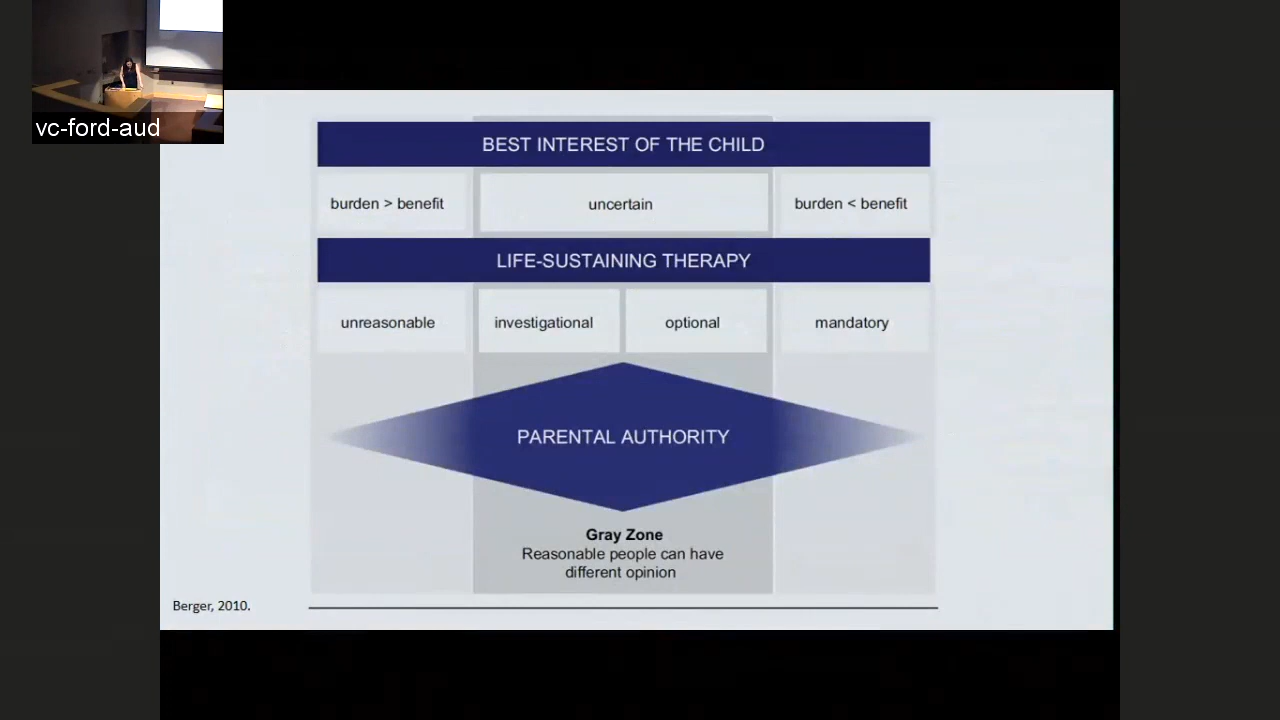 vc-ford-aud
BEST INTEREST OF THE CHILD
burden > benefit
uncertain
burden < benefit
LIFE-SUSTAINING THERAPY
unreasonable
investigational
optional
mandatory
PARENTAL AUTHORITY
Gray Zone
Reasonable people can have
different opinion
Berger, 2010.